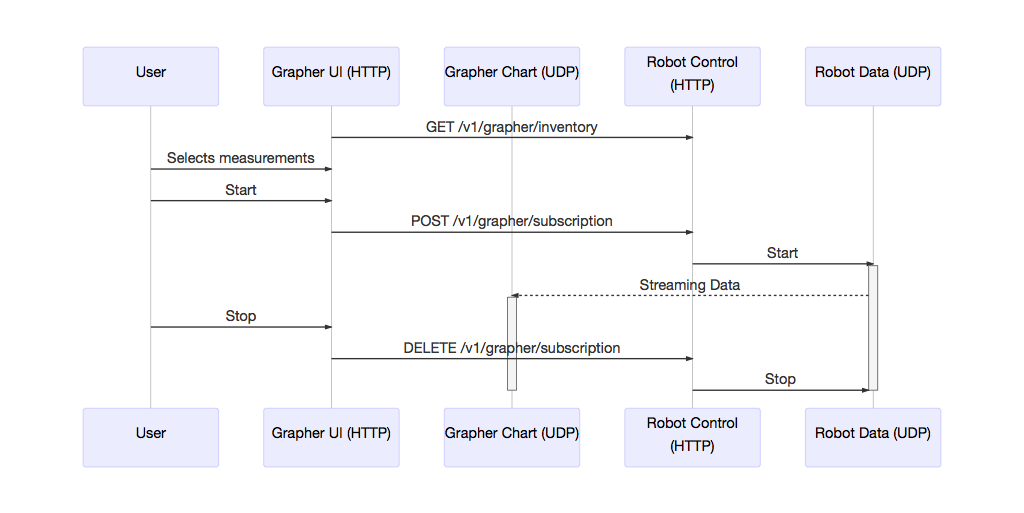 User
Grapher UI (HTTP)
Grapher Chart (UDP)
Robot Control
(HTTP)
Robot Data (UDP)
GET /v1/grapher/inventory
Selects measurements
Start
POST /v1/grapher/subscription
Start
Streaming Data
Stop
DELETE /v1/grapher/subscription
Stop
User
Grapher UI (HTTP)
Grapher Chart (UDP)
Robot Control
(HTTP)
Robot Data (UDP)